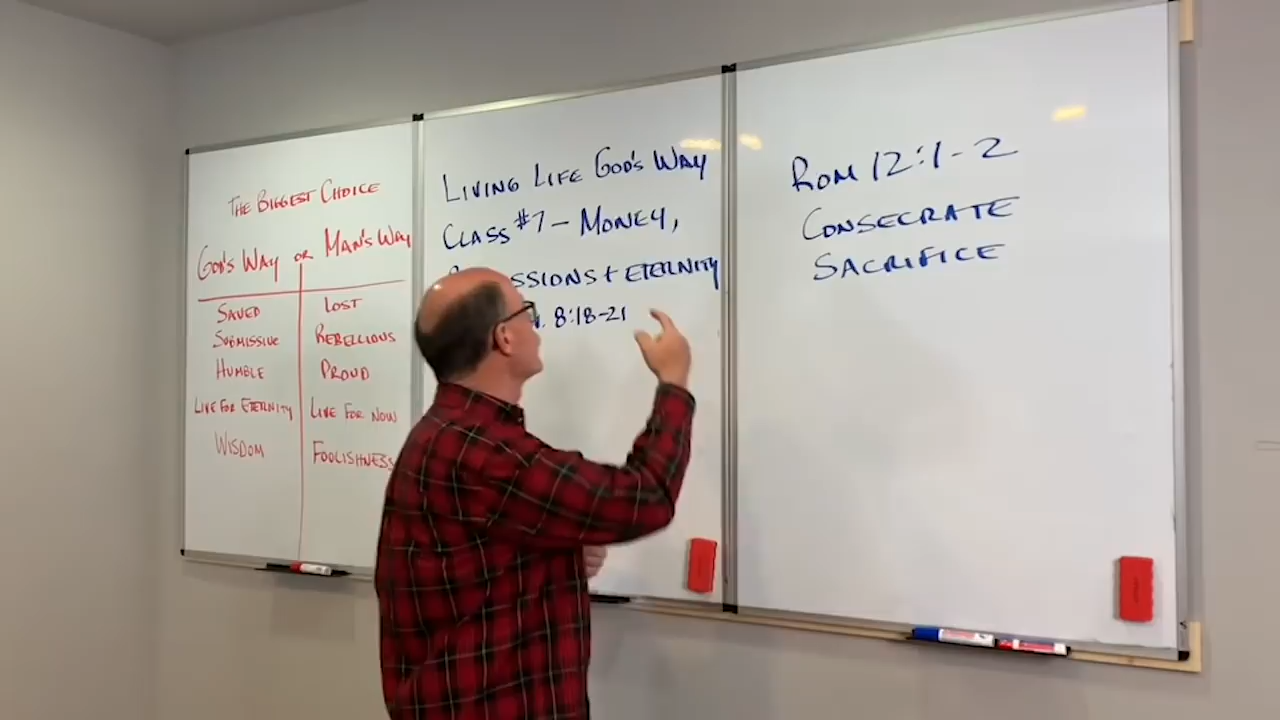 THE BIGGEST CHOICE
GOD'S WAY OR MAN'S WAY
SAVED LOST
SUBMISSIVE REBELLIOUS
HUMBLE PROUD
LIVE FOR ETERNITY LIVE FOR NOW
WISDOM FOOLISHNESS
LIVING LIFE GOD'S WAY
CLASS #7 - MONEY,
SSIONS + ETERNITY
8:18-21
ROM 12:1-2
CONSECRATE
SACRIFICE